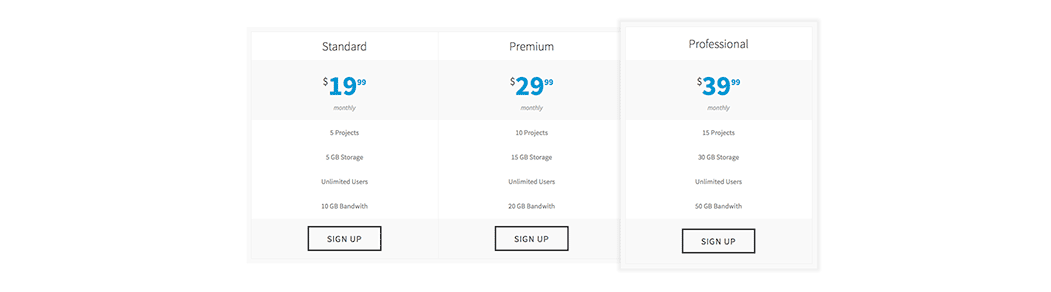 Standard
$19.99
monthly
5 Projects
5 GB Storage
Unlimited Users
10 GB Bandwith
SIGN UP
Premium
$29.99
monthly
10 Projects
15 GB Storage
Unlimited Users
20 GB Bandwith
SIGN UP
Professional
$39.99
monthly
15 Projects
30 GB Storage
Unlimited Users
50 GB Bandwith
SIGN UP